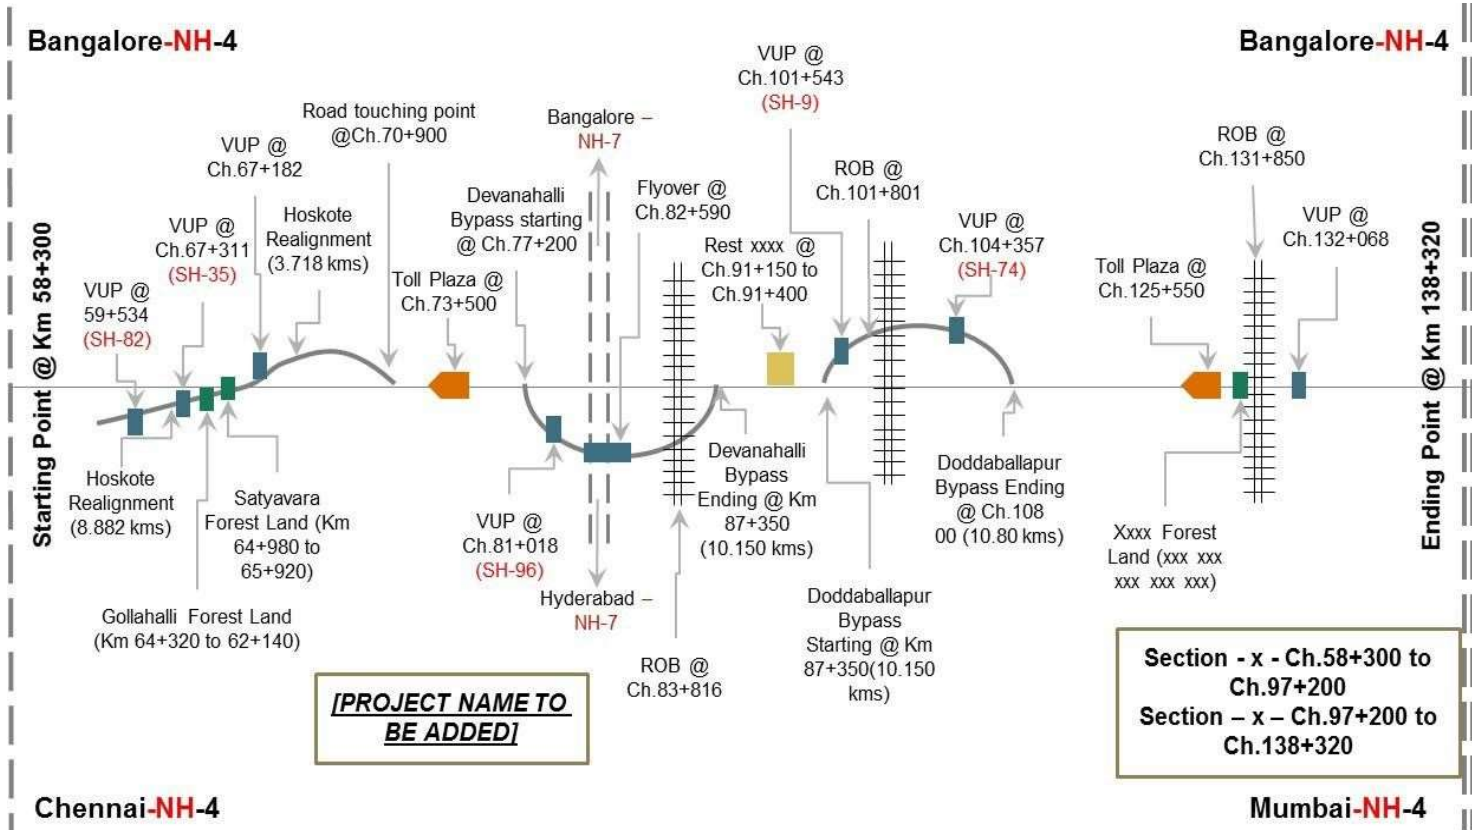 Bangalore-NH-4
Bangalore-NH-4
Starting Point @ Km 58+300
VUP @
59+534
(SH-82)
VUP @
Ch.67+311
(SH-35)
VUP @
Ch.67+182
Hoskote
Realignment
(3.718 kms)
Road touching point
@Ch.70+900
Toll Plaza @
Ch.73+500
Devanahalli
Bypass starting
@ Ch.77+200
Bangalore –
NH-7
Flyover @
Ch.82+590
Rest xxxx @
Ch.91+150 to
Ch.91+400
VUP @
Ch.101+543
(SH-9)
ROB @
Ch.101+801
VUP @
Ch.104+357
(SH-74)
Toll Plaza @
Ch.125+550
ROB @
Ch.131+850
VUP @
Ch.132+068
Ending Point @ Km 138+320
Hoskote
Realignment
(8.882 kms)
Satyavara
Forest Land (Km
64+980 to
65+920)
Gollahalli Forest Land
(Km 64+320 to 62+140)
VUP @
Ch.81+018
(SH-96)
Hyderabad –
NH-7
ROB @
Ch.83+816
Devanahalli
Bypass
Ending @ Km
87+350
(10.150 kms)
Doddaballapur
Bypass
Starting @ Km
87+350(10.150
kms)
Doddaballapur
Bypass Ending
@ Ch.108
00 (10.80 kms)
Xxxx Forest
Land (xxx xxx
xxx xxx xxx)
[PROJECT NAME TO
BE ADDED]
Section - x - Ch.58+300 to
Ch.97+200
Section – x – Ch.97+200 to
Ch.138+320
Chennai-NH-4
Mumbai-NH-4